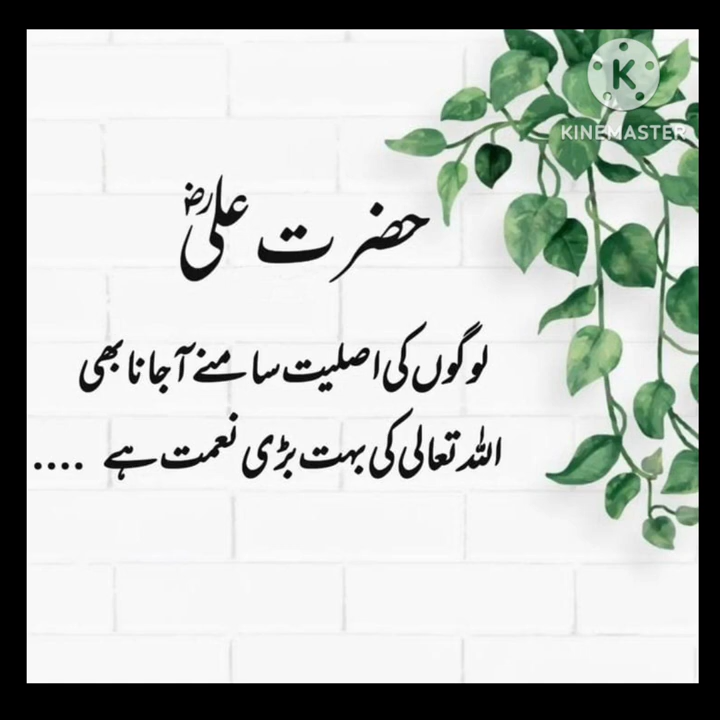 KINEMASTER
حضرت علیؓ
لوگوں کی اصلیت سامنے آجانا بھی
اللہ تعالی کی بہت بڑی نعمت ہے ....